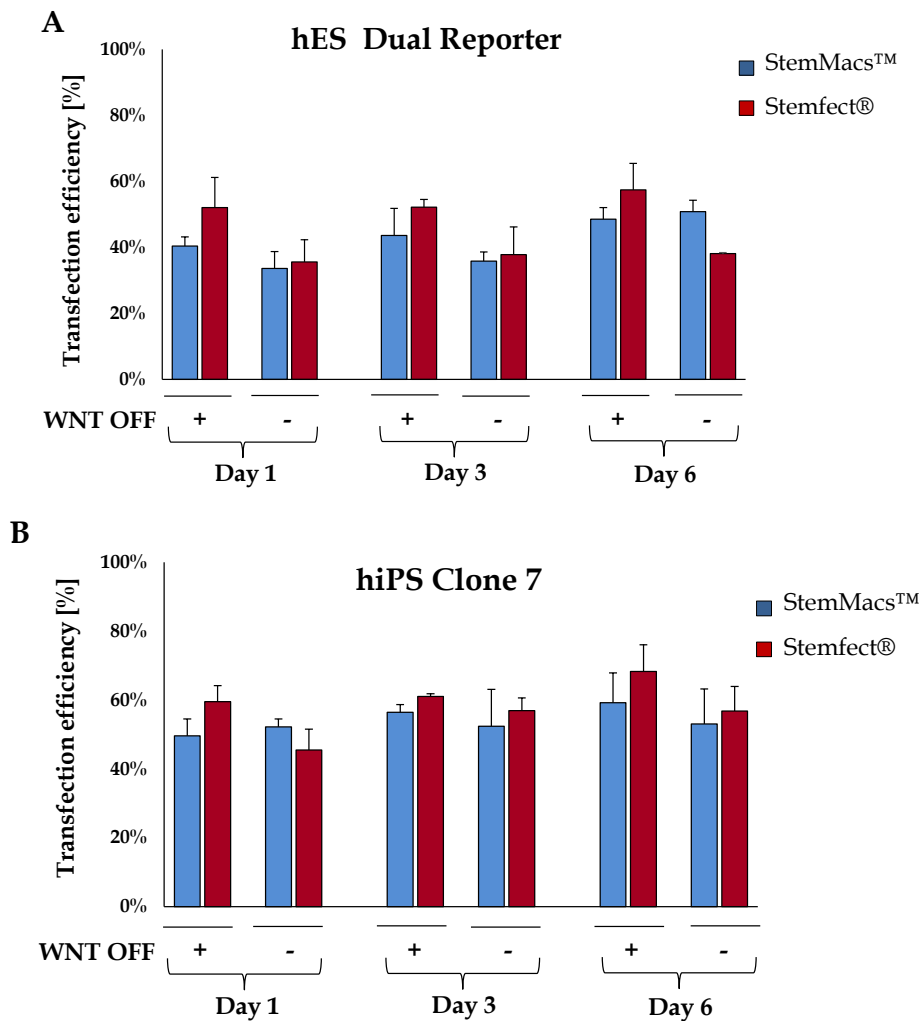 A
hES Dual Reporter
Transfection efficiency [%]
100%
80%
60%
40%
20%
0%
StemMacs™
Stemfect®
WNT OFF + - + - + -
Day 1 Day 3 Day 6
B
hiPS Clone 7
Transfection efficiency [%]
100%
80%
60%
40%
20%
0%
StemMacs™
Stemfect®
WNT OFF + - + - + -
Day 1 Day 3 Day 6